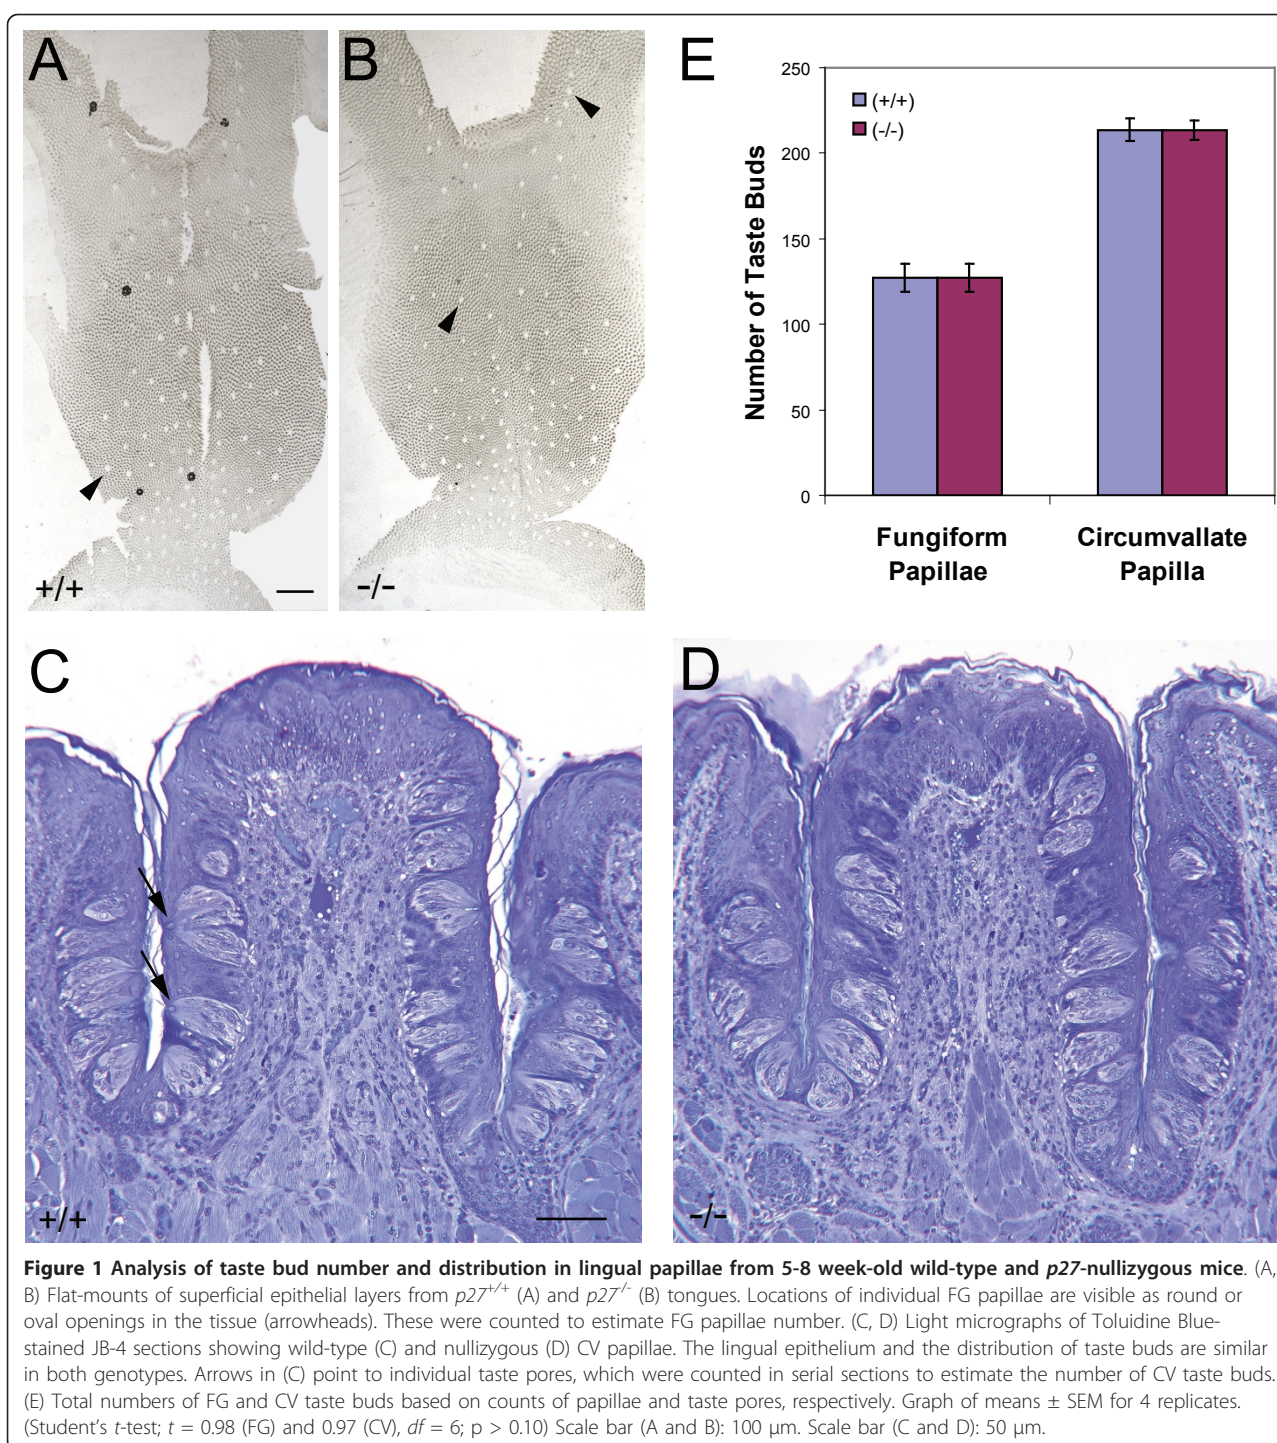 A
B
E
+/+
-/-
250
200
150
100
50
0
Number of Taste Buds
(+/+)
(-/-)
Fungiform
Papillae
Circumvallate
Papilla
C
D
+/+
-/-
Figure 1 Analysis of taste bud number and distribution in lingual papillae from 5-8 week-old wild-type and p27-nullizygous mice. (A,
B) Flat-mounts of superficial epithelial layers from p27+/+ (A) and p27-/- (B) tongues. Locations of individual FG papillae are visible as round or
oval openings in the tissue (arrowheads). These were counted to estimate FG papillae number. (C, D) Light micrographs of Toluidine Blue-
stained JB-4 sections showing wild-type (C) and nullizygous (D) CV papillae. The lingual epithelium and the distribution of taste buds are similar
in both genotypes. Arrows in (C) point to individual taste pores, which were counted in serial sections to estimate the number of CV taste buds.
(E) Total numbers of FG and CV taste buds based on counts of papillae and taste pores, respectively. Graph of means ± SEM for 4 replicates.
(Student's t-test; t = 0.98 (FG) and 0.97 (CV), df = 6; p > 0.10) Scale bar (A and B): 100 μm. Scale bar (C and D): 50 μm.